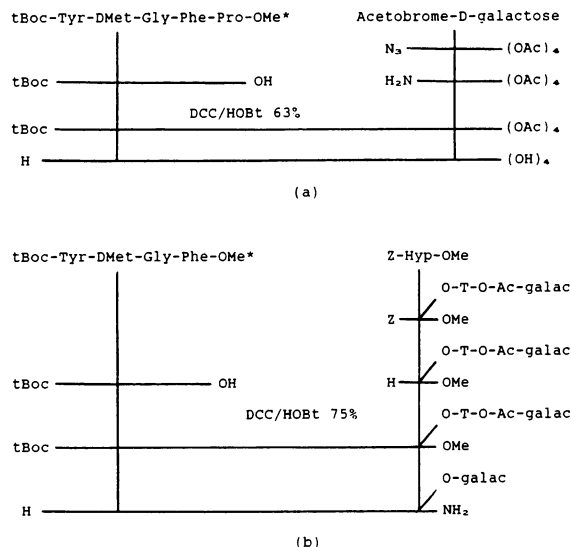 tBoc-Tyr-DMet-Gly-Phe-Pro-OMe* Acetobrome-D-galactose
N₃ (OAc)₄
tBoc OH H₂N (OAc)₄
DCC/HOBt 63%
tBoc (OAc)₄
H (OH)₄
(a)
tBoc-Tyr-DMet-Gly-Phe-OMe* Z-Hyp-OMe
O-T-O-Ac-galac
Z OMe
O-T-O-Ac-galac
tBoc OH H OMe
DCC/HOBt 75% O-T-O-Ac-galac
tBoc OMe
O-galac
H NH₂
(b)